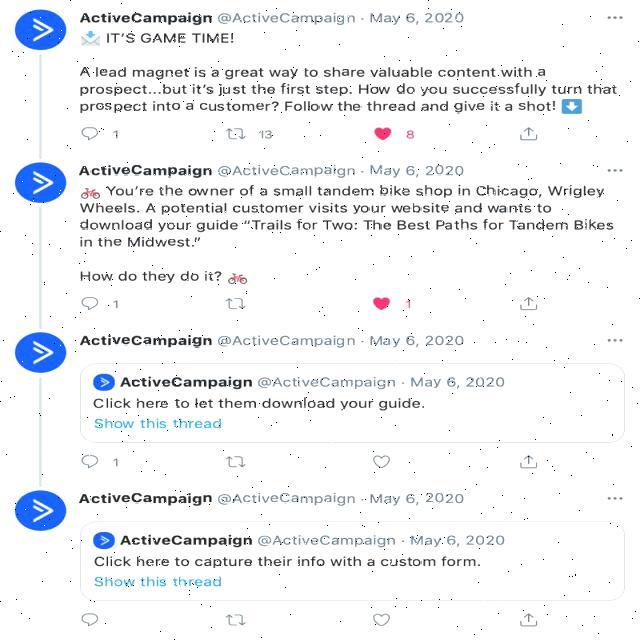 ActiveCampaign @ActiveCampaign · May 6, 2020
📩 IT'S GAME TIME!
A lead magnet is a great way to share valuable content with a
prospect...but it's just the first step. How do you successfully turn that
prospect into a customer? Follow the thread and give it a shot! ⬇️
1 13 8
ActiveCampaign @ActiveCampaign · May 6, 2020
🚲 You're the owner of a small tandem bike shop in Chicago, Wrigley
Wheels. A potential customer visits your website and wants to
download your guide “Trails for Two: The Best Paths for Tandem Bikes
in the Midwest.”
How do they do it? 🚲
1 1
ActiveCampaign @ActiveCampaign · May 6, 2020
ActiveCampaign @ActiveCampaign · May 6, 2020
Click here to let them download your guide.
Show this thread
1
ActiveCampaign @ActiveCampaign · May 6, 2020
ActiveCampaign @ActiveCampaign · May 6, 2020
Click here to capture their info with a custom form.
Show this thread